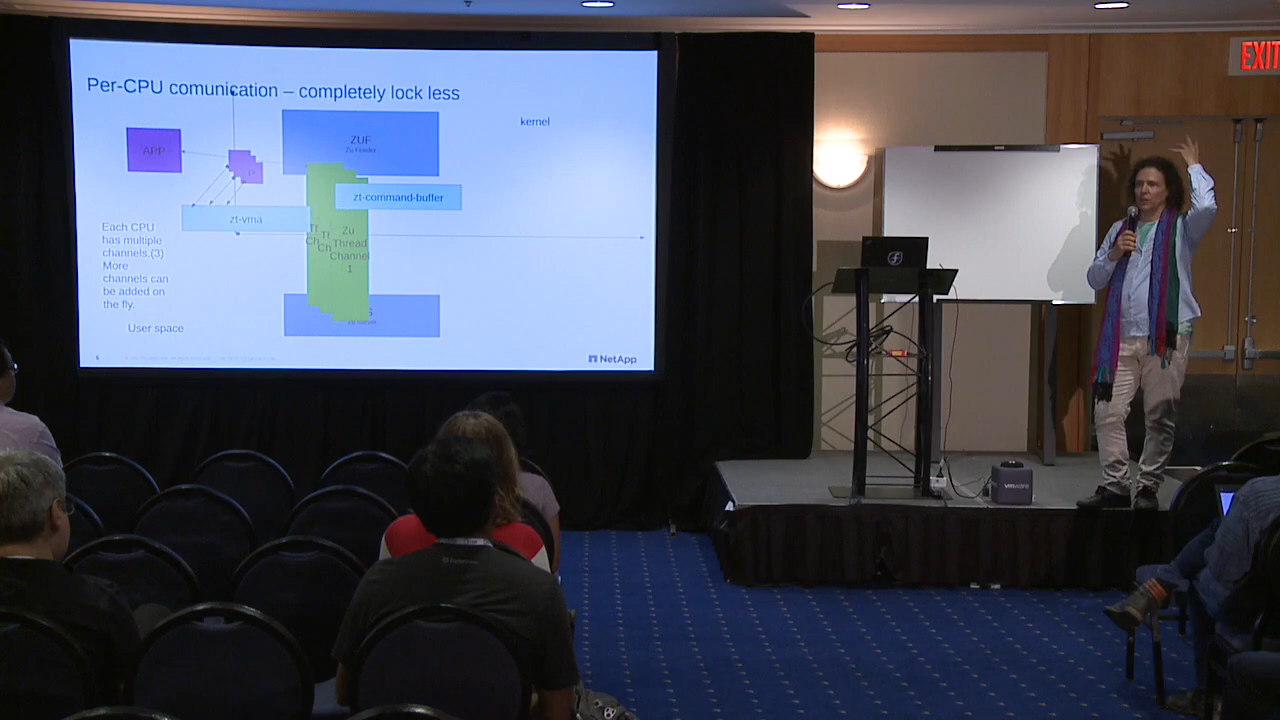 Per-CPU comunication – completely lock less
kernel
APP
ZUF
Zu Feeder
zt-command-buffer
zt-vma
Zu
Thread
Channel
1
Each CPU
has multiple
channels.(3)
More
channels can
be added on
the fly.
User space
6
NetApp
EXIT
vmware